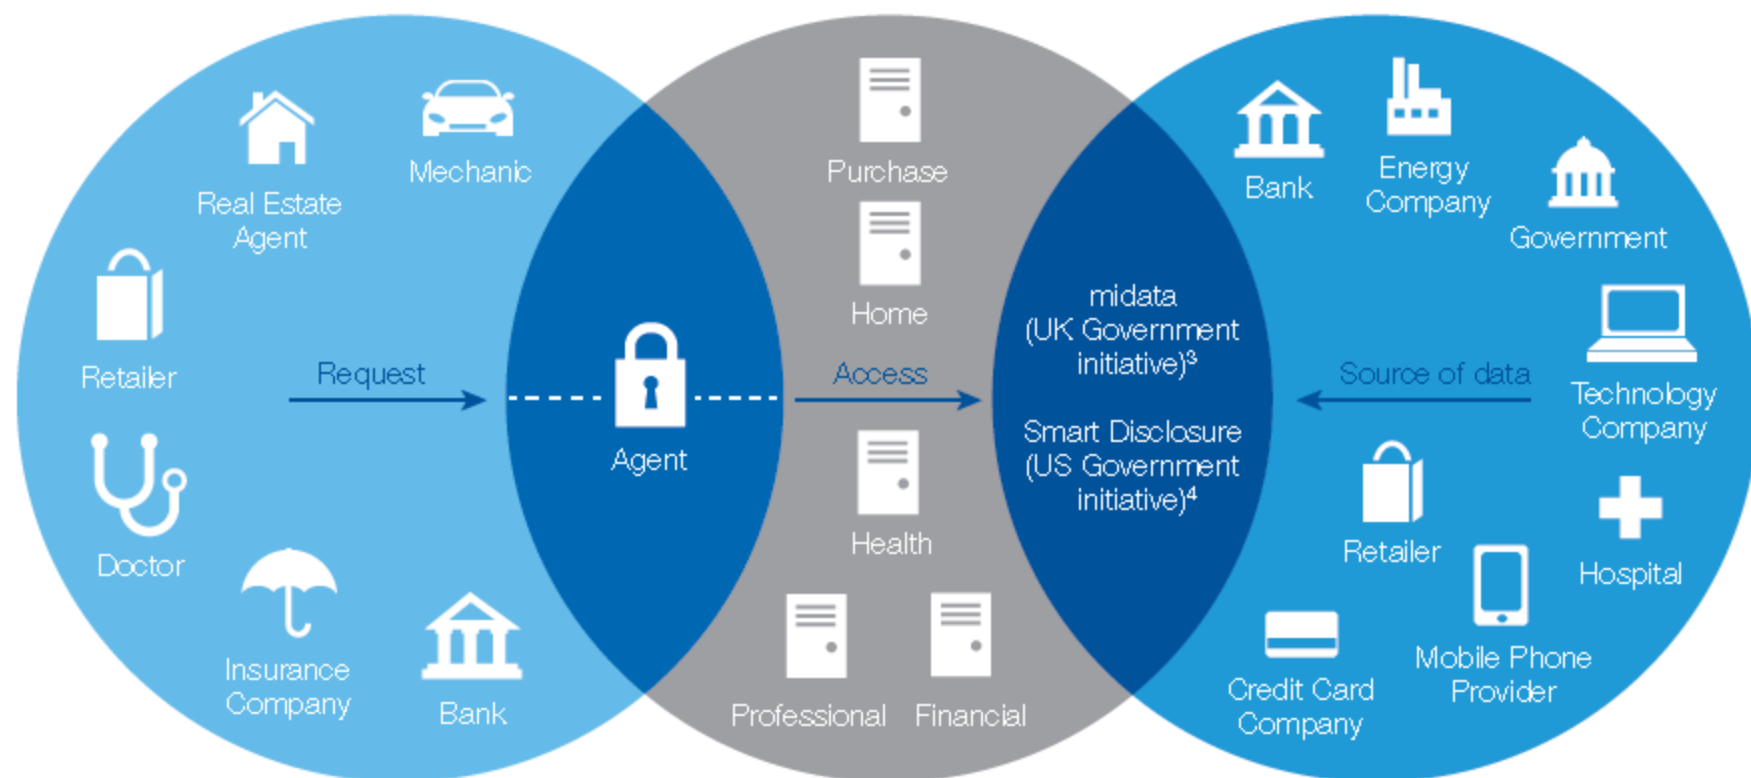 Mechanic
Real Estate
Agent
Retailer
Request
Doctor
Insurance
Company
Bank
Agent
Purchase
Home
Access
Health
Professional
Financial
midata
(UK Government
initiative)³
Smart Disclosure
(US Government
initiative)⁴
Bank
Energy
Company
Government
Source of data
Technology
Company
Retailer
Hospital
Mobile Phone
Provider
Credit Card
Company